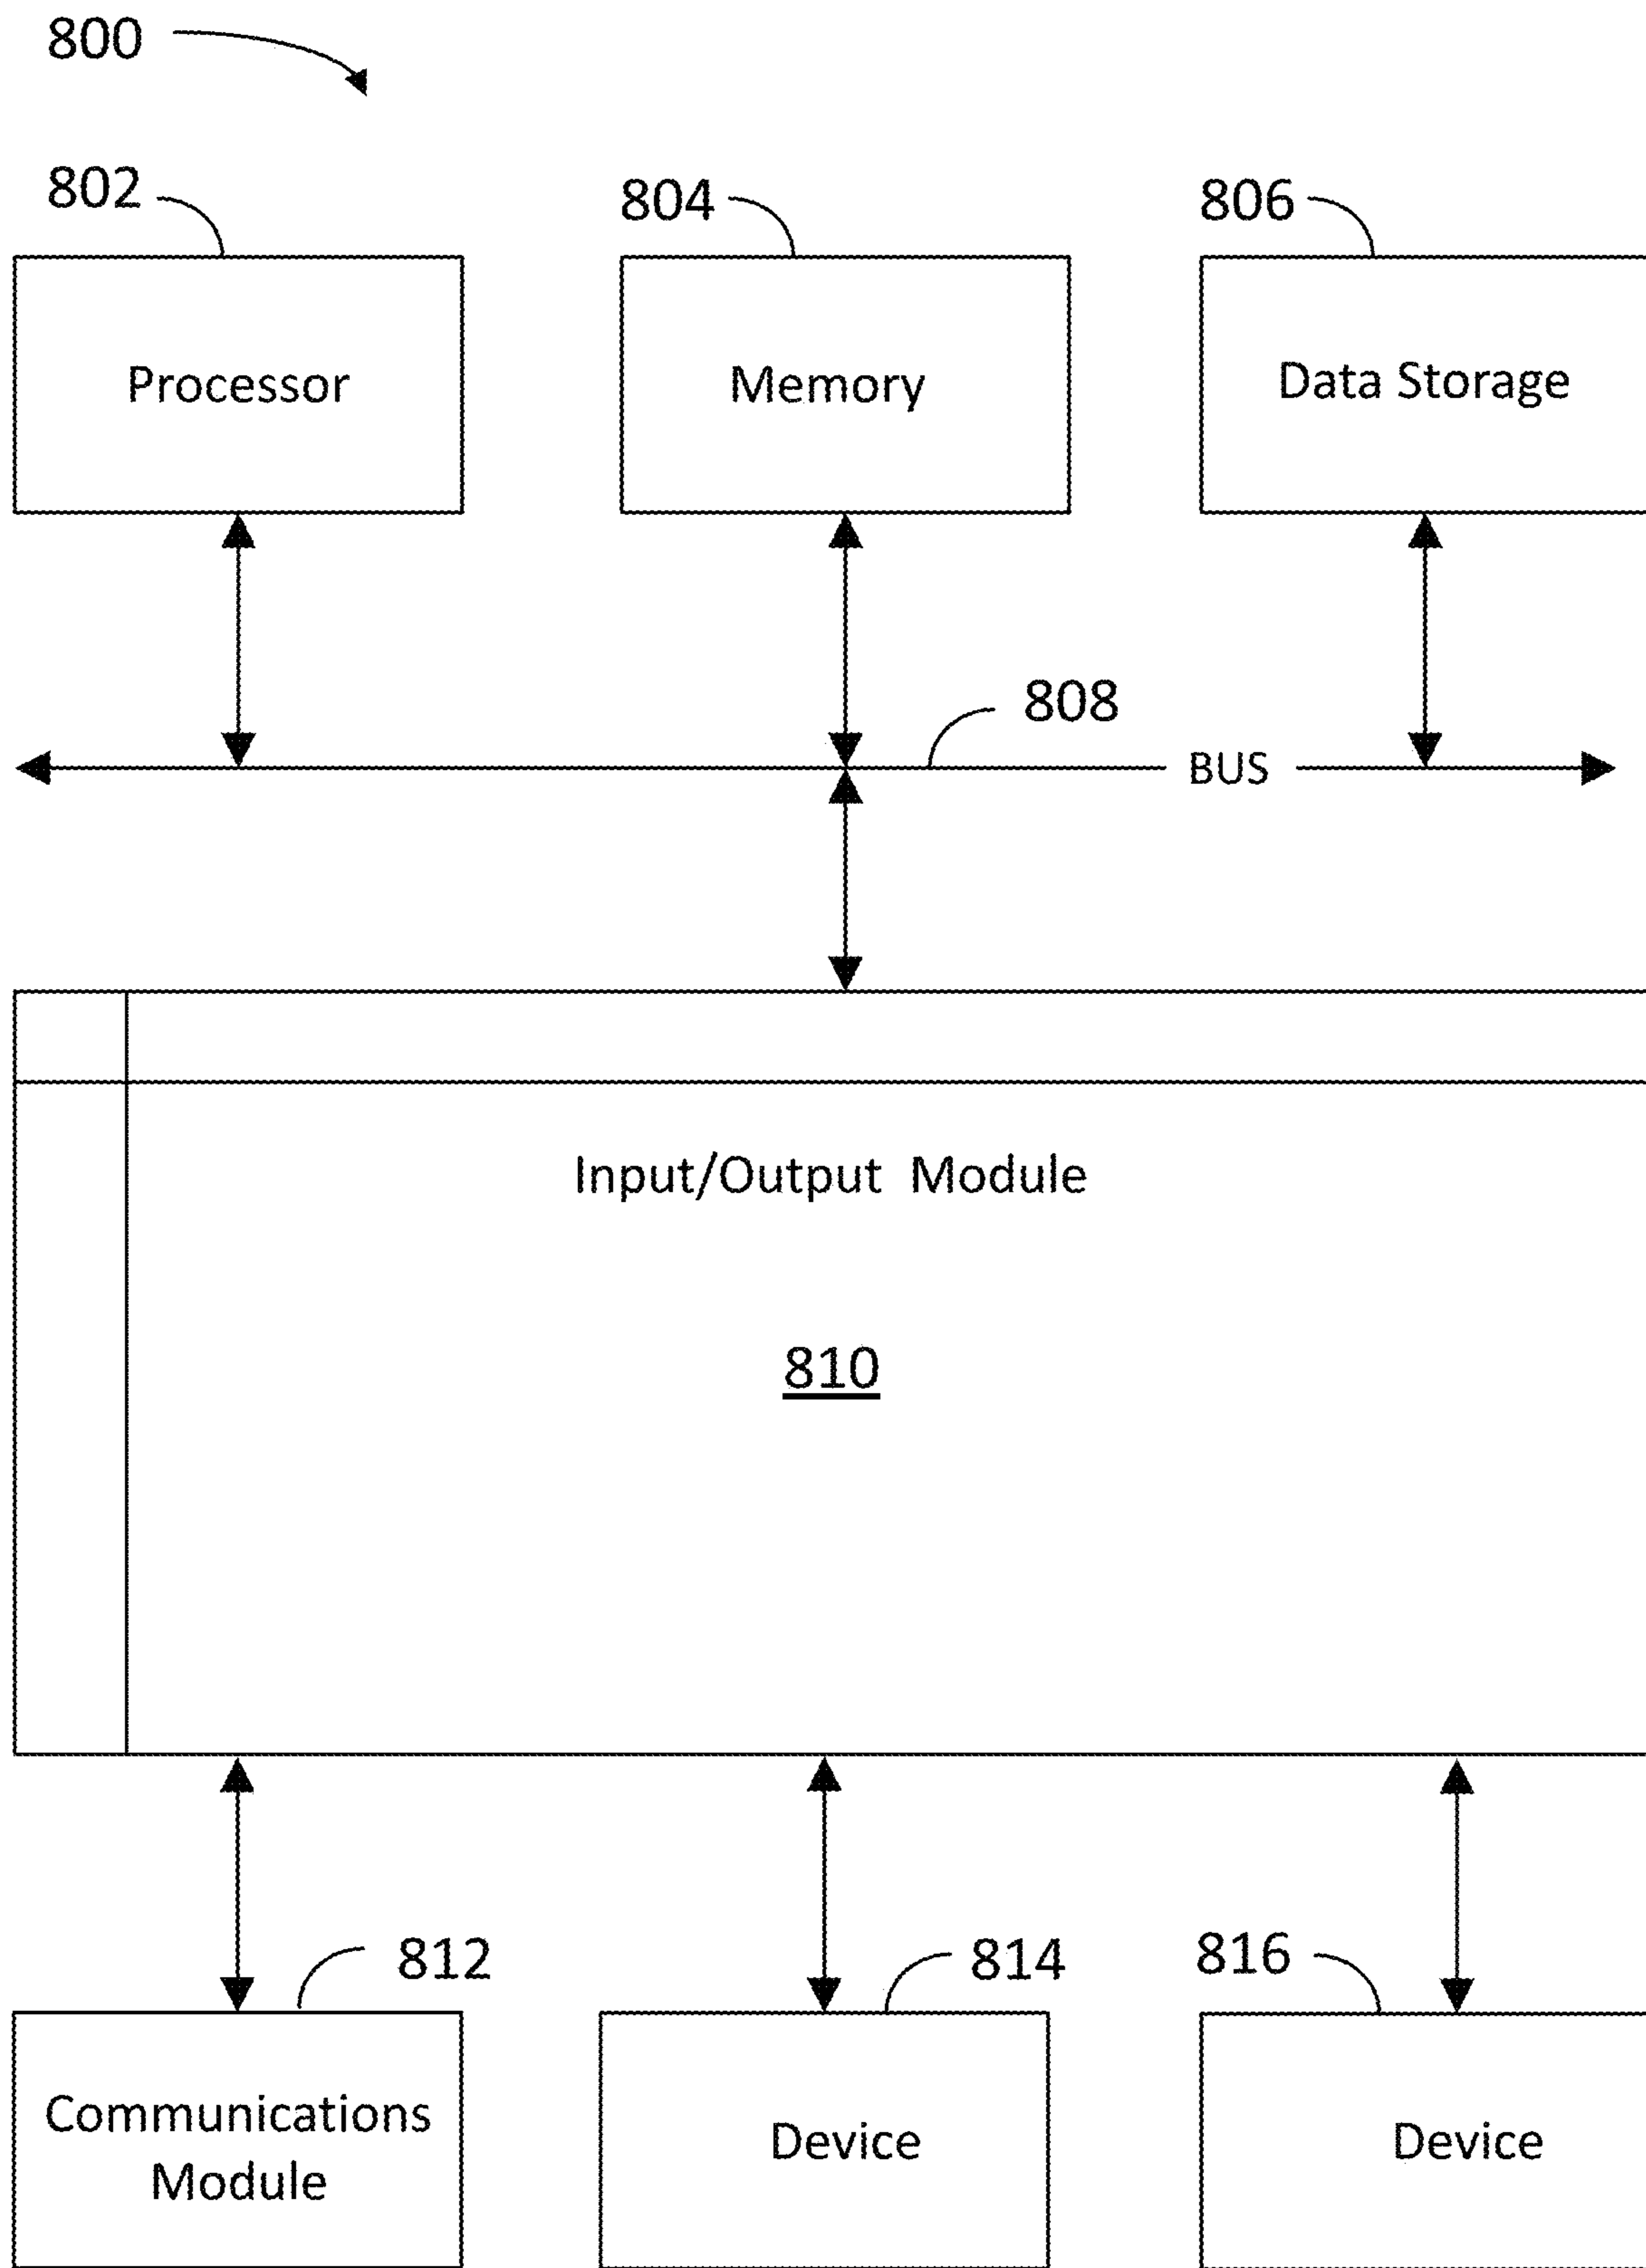 800
802
804
806
Processor
Memory
Data Storage
808
BUS
Input/Output Module
810
812
814
816
Communications
Module
Device
Device